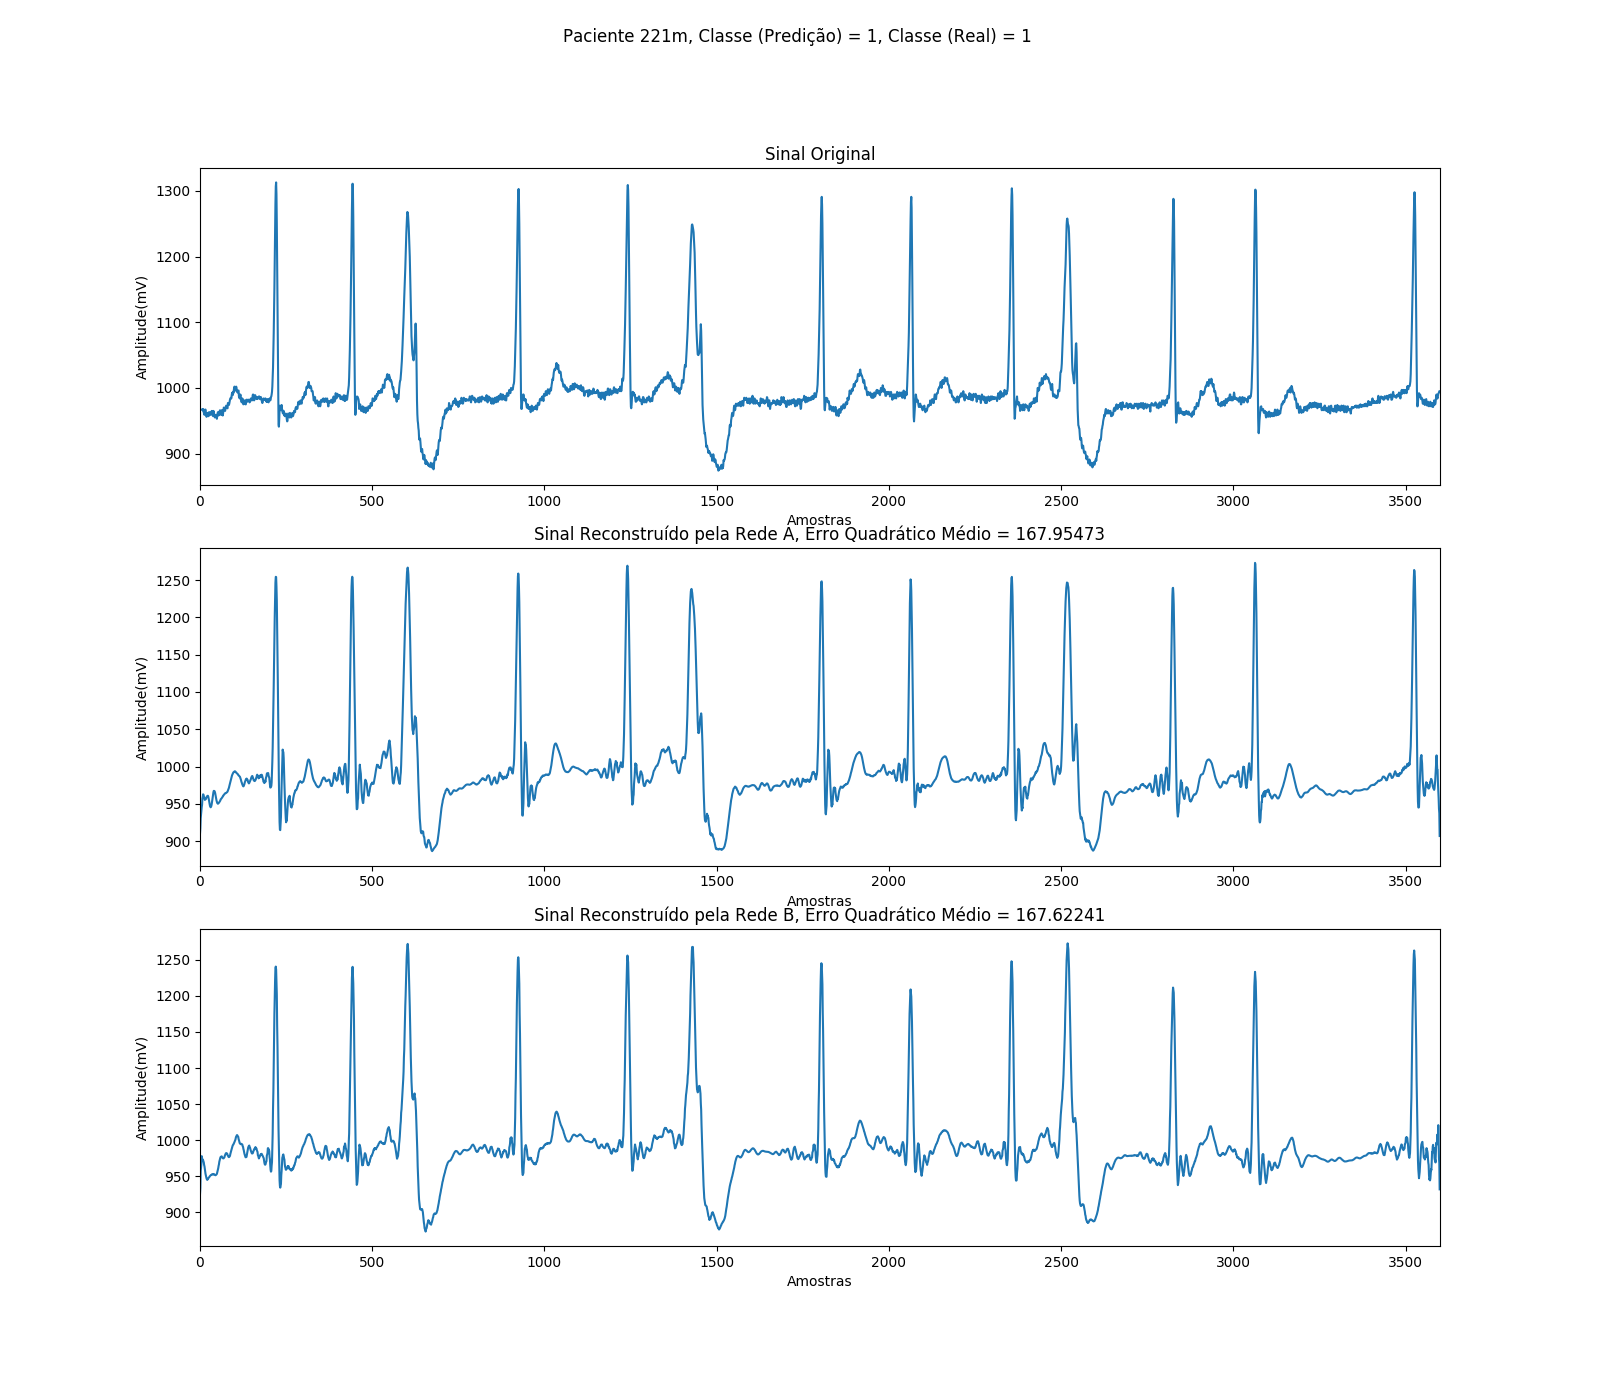 Paciente 221m, Classe (Predição) = 1, Classe (Real) = 1
Sinal Original
1300
1200
1100
1000
900
Amplitude(mV)
0 500 1000 1500 2000 2500 3000 3500
Amostras
Sinal Reconstruído pela Rede A, Erro Quadrático Médio = 167.95473
1250
1200
1150
1100
1050
1000
950
900
Amplitude(mV)
0 500 1000 1500 2000 2500 3000 3500
Amostras
Sinal Reconstruído pela Rede B, Erro Quadrático Médio = 167.62241
1250
1200
1150
1100
1050
1000
950
900
Amplitude(mV)
0 500 1000 1500 2000 2500 3000 3500
Amostras